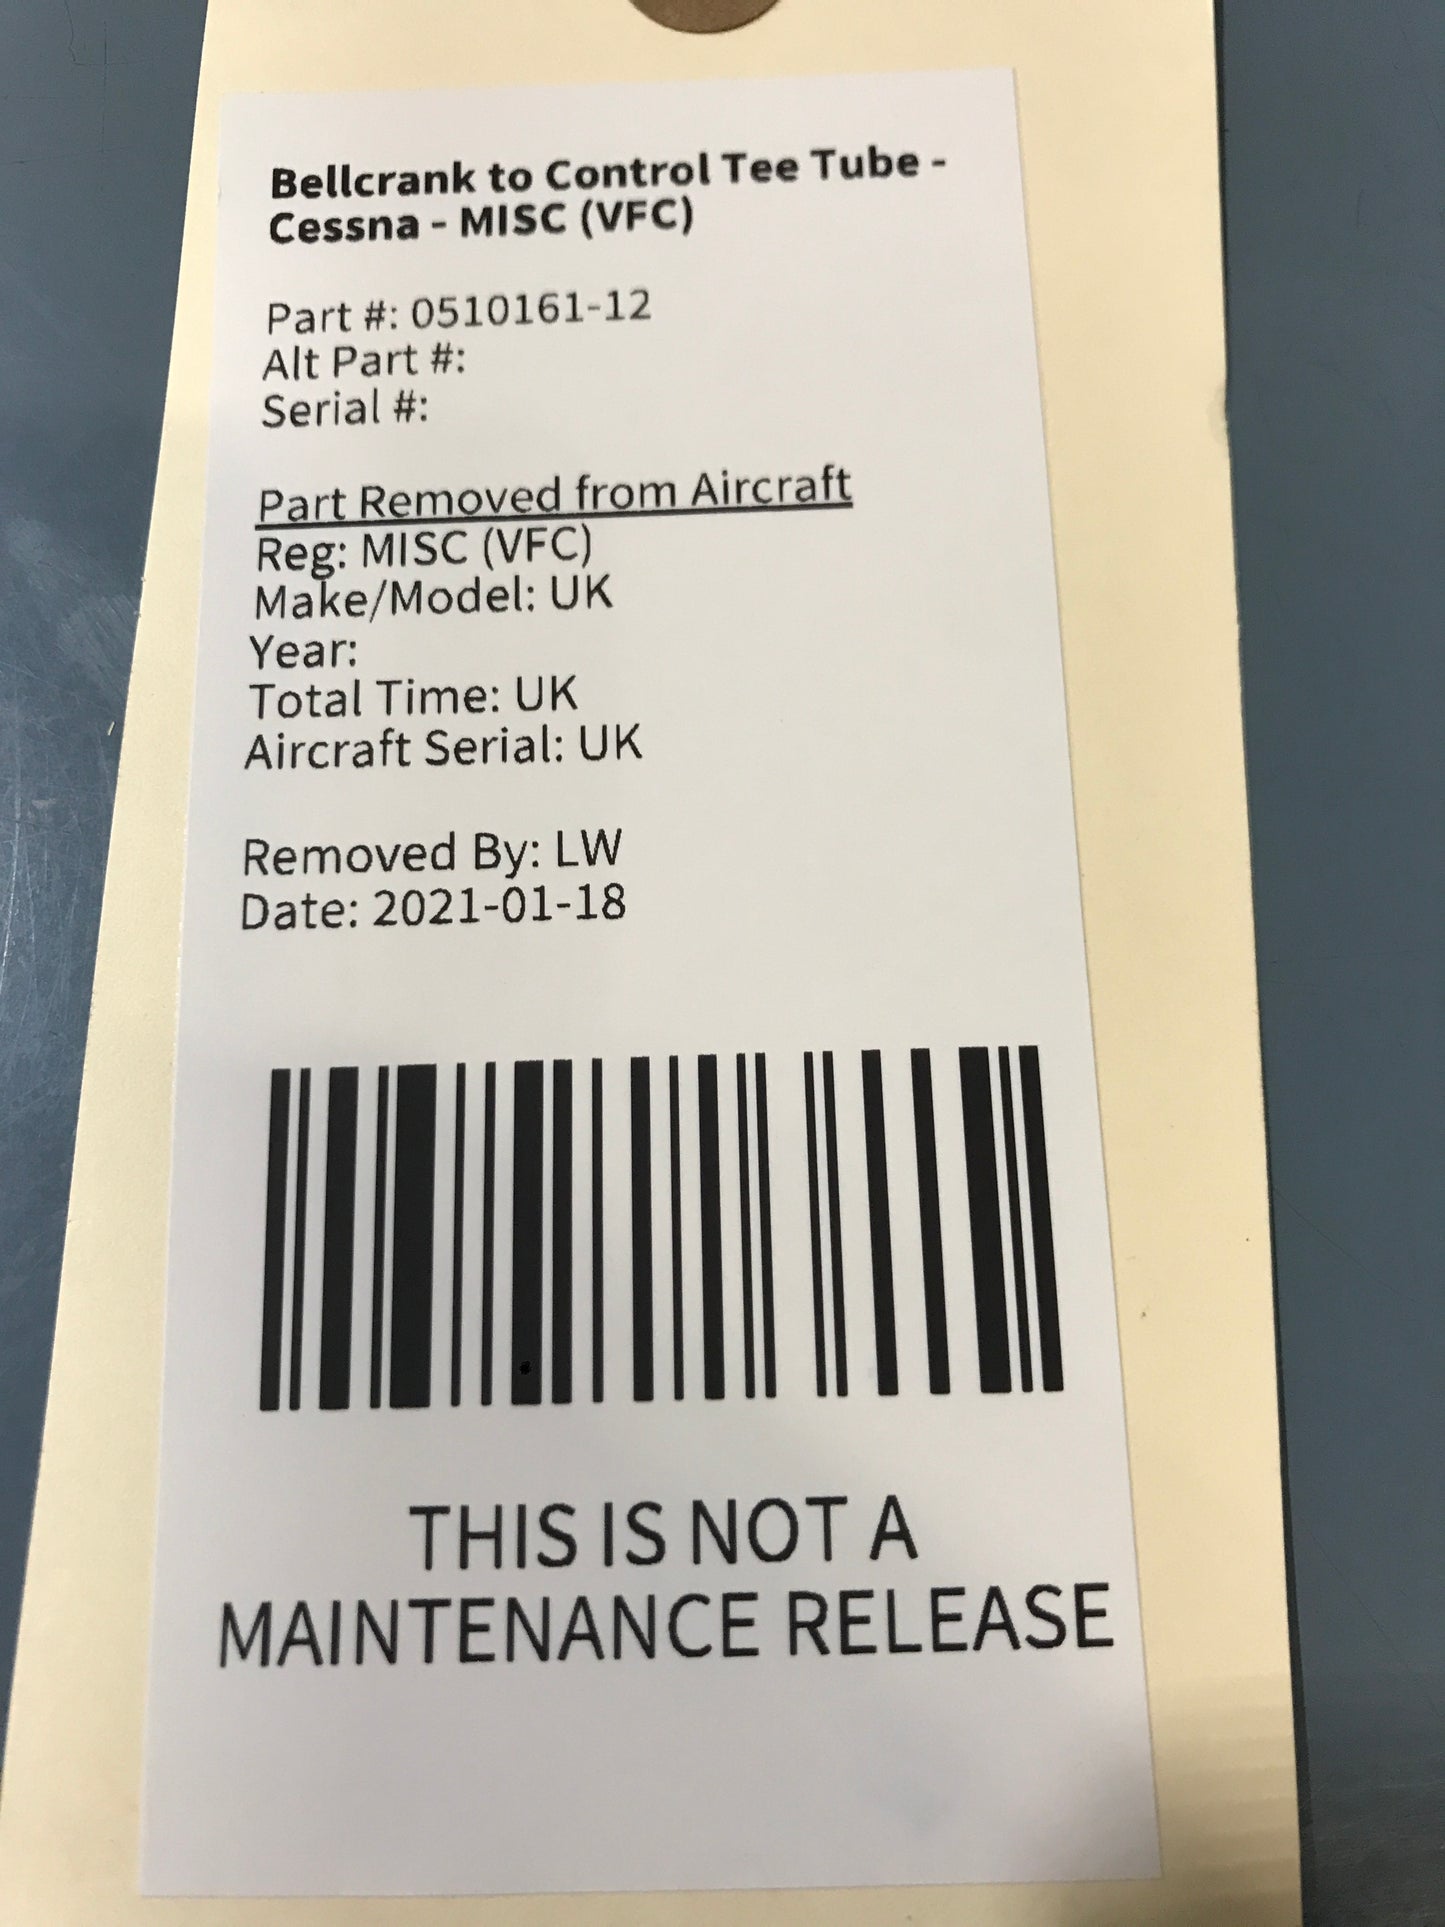 Bellcrank to Control Tee Tube -
Cessna - MISC (VFC)
Part #: 0510161-12
Alt Part #:
Serial #:
Part Removed from Aircraft
Reg: MISC (VFC)
Make/Model: UK
Year:
Total Time: UK
Aircraft Serial: UK
Removed By: LW
Date: 2021-01-18
THIS IS NOT A
MAINTENANCE RELEASE